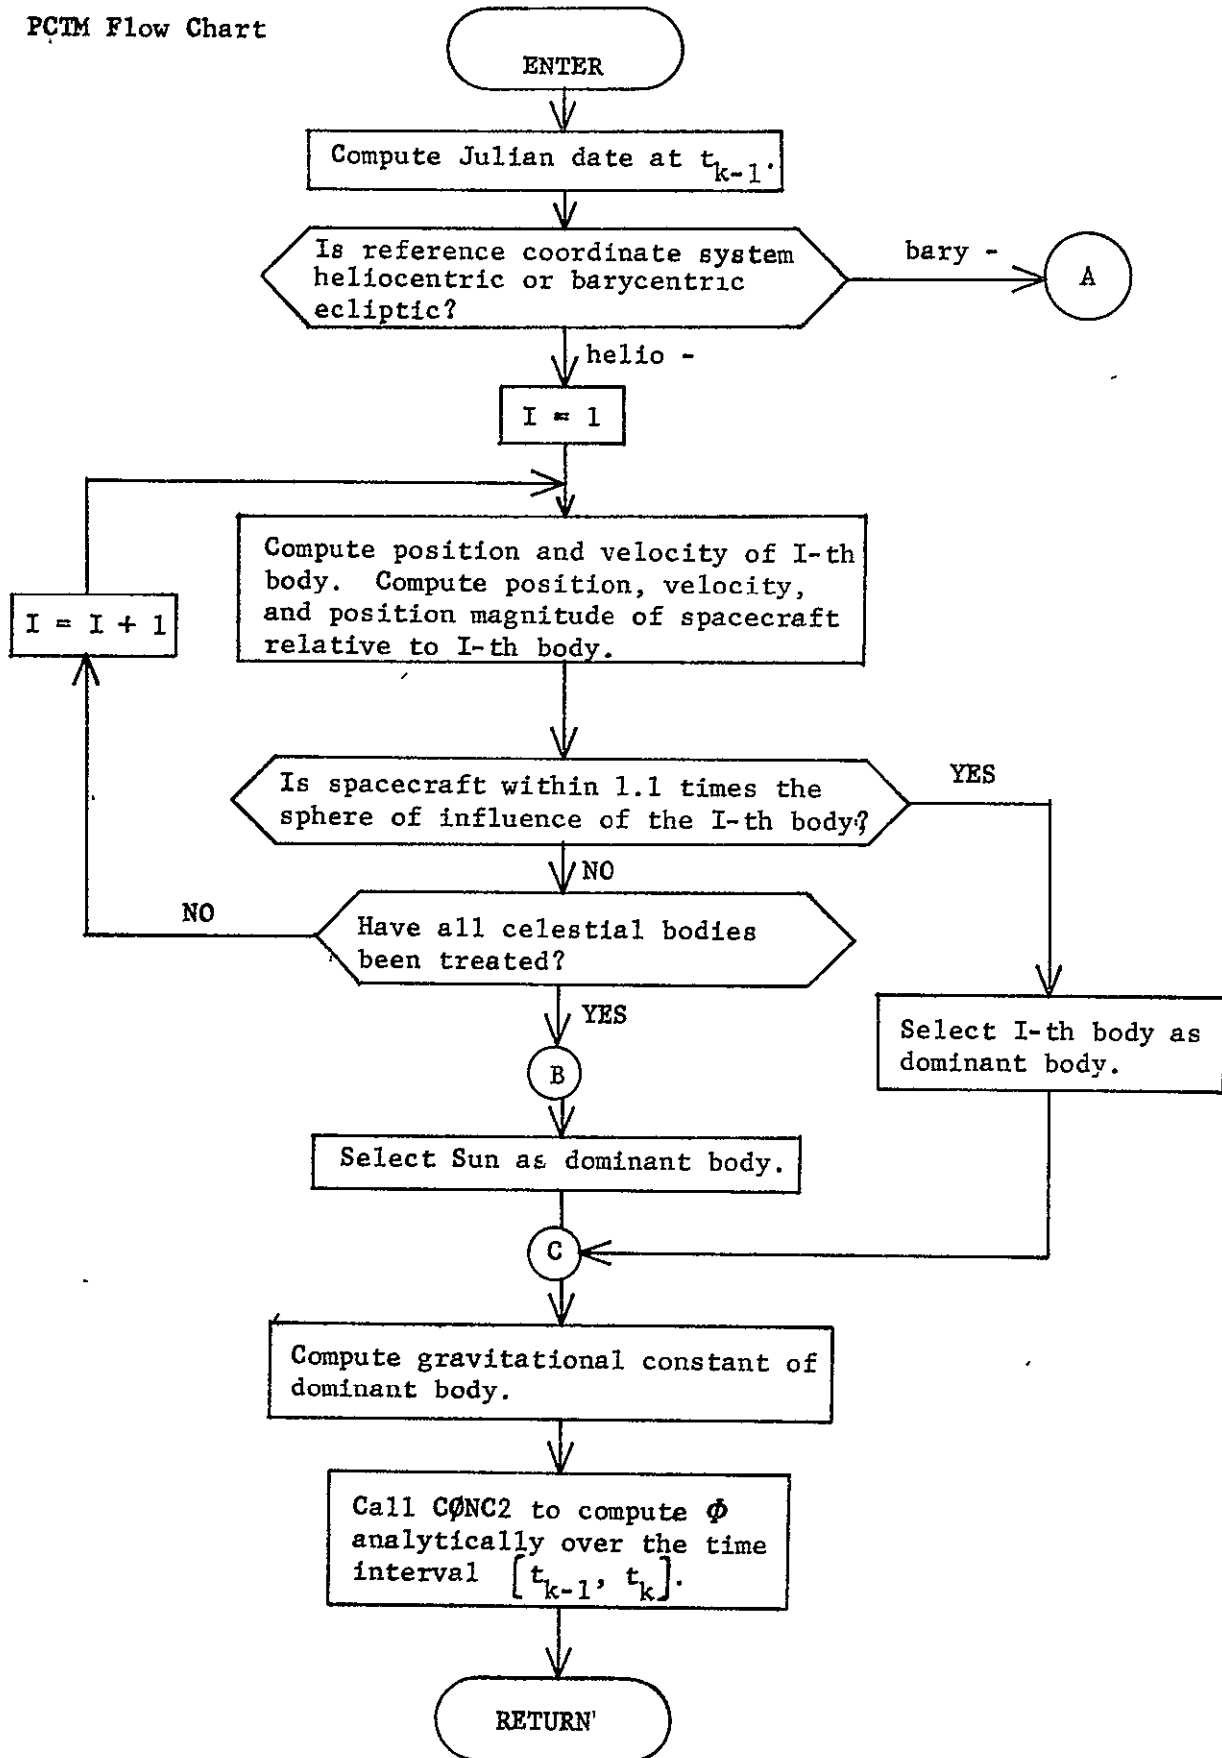 PCTM Flow Chart
ENTER
Compute Julian date at t_{k-1}.
Is reference coordinate system
heliocentric or barycentric
ecliptic?
bary -
A
helio -
I = 1
Compute position and velocity of I-th
body. Compute position, velocity,
and position magnitude of spacecraft
relative to I-th body.
I = I + 1
Is spacecraft within 1.1 times the
sphere of influence of the I-th body?
YES
NO
NO
Have all celestial bodies
been treated?
YES
Select I-th body as
dominant body.
B
Select Sun as dominant body.
C
Compute gravitational constant of
dominant body.
Call CØNC2 to compute Φ
analytically over the time
interval [t_{k-1}, t_k].
RETURN